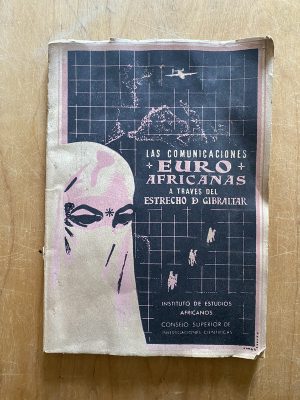 LAS COMUNICACIONES
EURO
AFRICANAS
A TRAVES DEL
ESTRECHO D GIBRALTAR
INSTITUTO DE ESTUDIOS
AFRICANOS
CONSEJO SUPERIOR DE
INVESTIGACIONES CIENTIFICAS